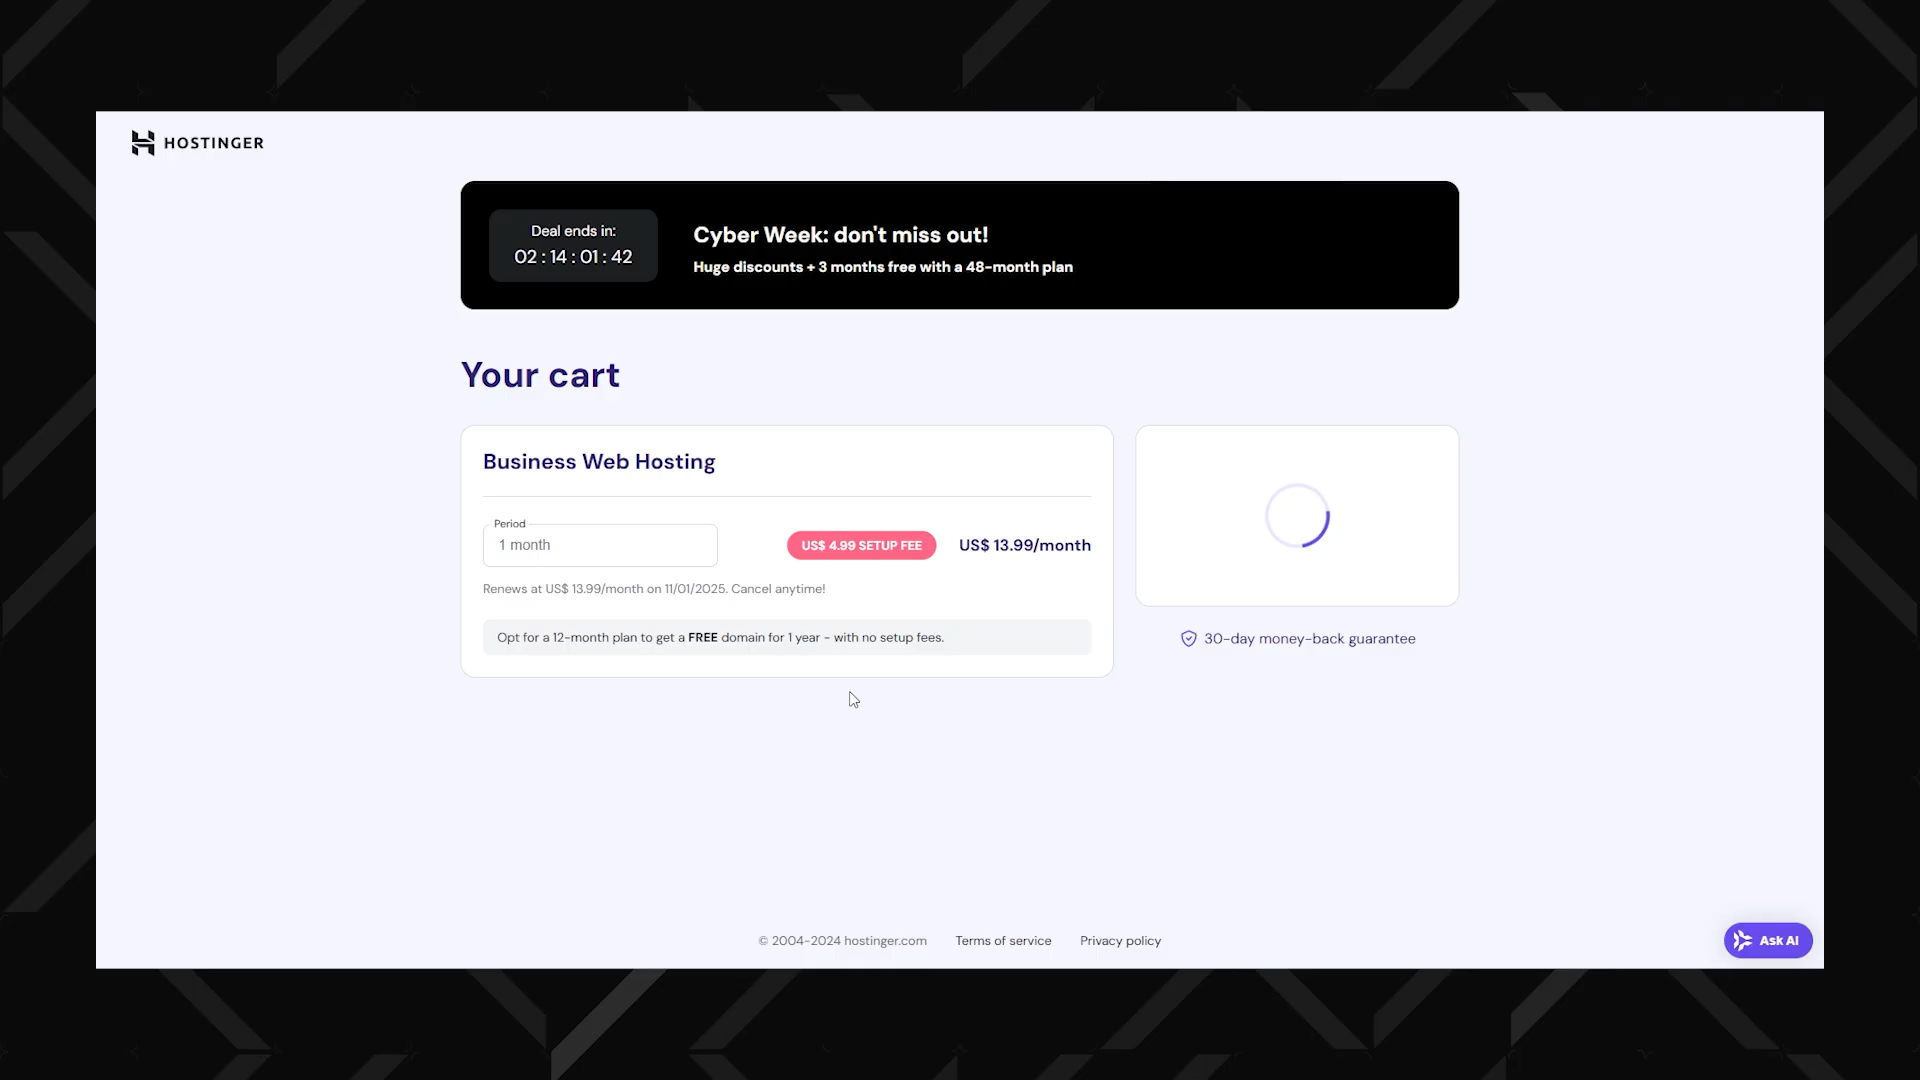 HOSTINGER
Deal ends in:
02 : 14 : 01 : 42
Cyber Week: don't miss out!
Huge discounts + 3 months free with a 48-month plan
Your cart
Business Web Hosting
Period
1 month
US$ 4.99 SETUP FEE
US$ 13.99/month
Renews at US$ 13.99/month on 11/01/2025. Cancel anytime!
Opt for a 12-month plan to get a FREE domain for 1 year - with no setup fees.
30-day money-back guarantee
© 2004-2024 hostinger.com
Terms of service
Privacy policy
Ask AI